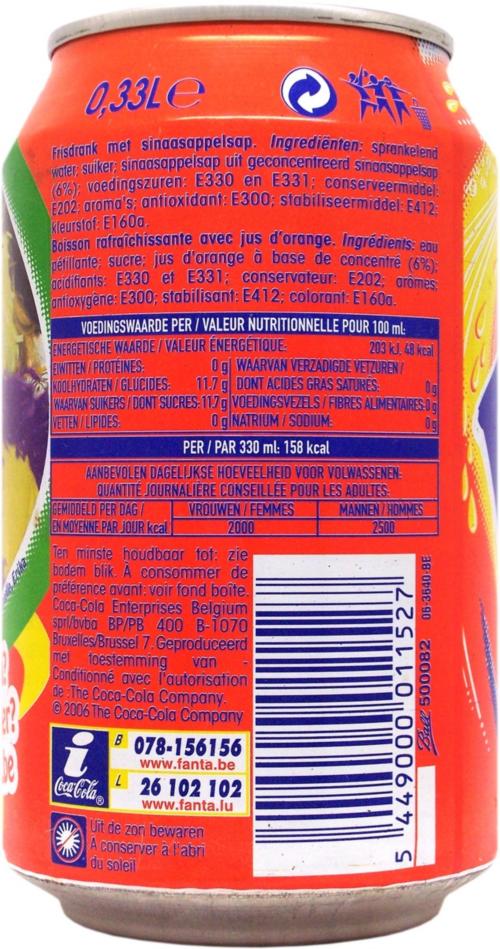 0,33L e
Frisdrank met sinaasappelsap. Ingrediënten: sprankelend
water; suiker; sinaasappelsap uit geconcentreerd sinaasappelsap
(6%); voedingszuren: E330 en E331; conserveermiddel:
E202; aroma's; antioxidant: E300; stabiliseermiddel: E412;
kleurstof: E160a.
Boisson rafraîchissante avec jus d'orange. Ingrédients: eau
pétillante; sucre; jus d'orange à base de concentré (6%);
acidifiants: E330 et E331; conservateur: E202; arômes;
antioxygène: E300; stabilisant: E412; colorant: E160a.
VOEDINGSWAARDE PER / VALEUR NUTRITIONNELLE POUR 100 ml:
ENERGETISCHE WAARDE / VALEUR ÉNERGÉTIQUE: 203 kJ, 48 kcal
EIWITTEN / PROTÉINES: 0 g WAARVAN VERZADIGDE VETZUREN /
KOOLHYDRATEN / GLUCIDES: 11.7 g DONT ACIDES GRAS SATURÉS: 0 g
WAARVAN SUIKERS / DONT SUCRES: 11.7 g VOEDINGSVEZELS / FIBRES ALIMENTAIRES: 0 g
VETTEN / LIPIDES: 0 g NATRIUM / SODIUM: 0 g
PER / PAR 330 ml: 158 kcal
AANBEVOLEN DAGELIJKSE HOEVEELHEID VOOR VOLWASSENEN:
QUANTITÉ JOURNALIÈRE CONSEILLÉE POUR LES ADULTES:
GEMIDDELD PER DAG / VROUWEN / FEMMES MANNEN / HOMMES
EN MOYENNE PAR JOUR kcal 2000 2500
Ten minste houdbaar tot: zie
bodem blik. À consommer de
préférence avant: voir fond boîte.
Coca-Cola Enterprises Belgium
sprl/bvba BP/PB 400 B-1070
Bruxelles/Brussel 7. Geproduceerd
met toestemming van -
Conditionné avec l'autorisation
de :The Coca-Cola Company.
© 2006 The Coca-Cola Company
i
Coca-Cola®
B 078-156156
www.fanta.be
L 26 102 102
www.fanta.lu
Uit de zon bewaren
A conserver à l'abri
du soleil
5 449000 011527
Ball 500082 06-3640-BE
?
er?
be